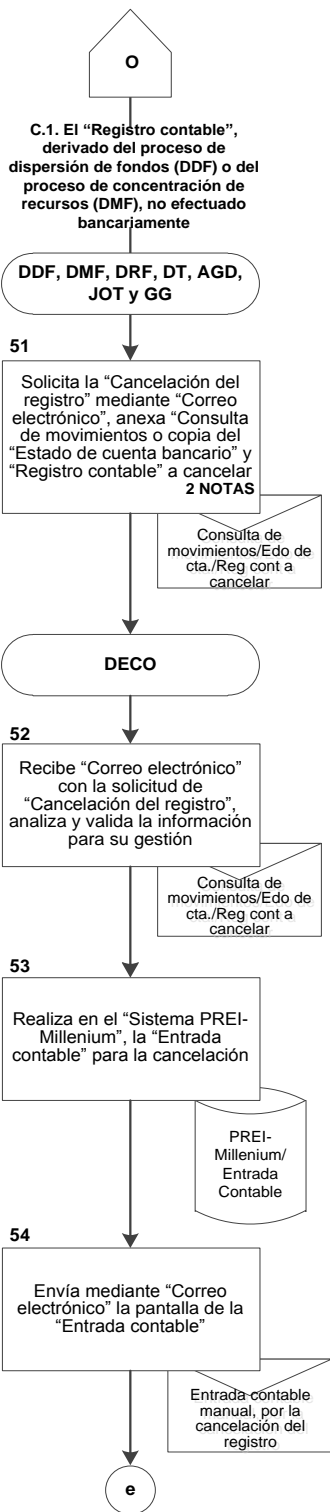 O
C.1. El “Registro contable”,
derivado del proceso de
dispersión de fondos (DDF) o del
proceso de concentración de
recursos (DMF), no efectuado
bancariamente
DDF, DMF, DRF, DT, AGD,
JOT y GG
51
Solicita la “Cancelación del
registro” mediante “Correo
electrónico”, anexa “Consulta
de movimientos o copia del
“Estado de cuenta bancario” y
“Registro contable” a cancelar
2 NOTAS
Consulta de
movimientos/Edo de
cta./Reg cont a
cancelar
DECO
52
Recibe “Correo electrónico”
con la solicitud de
“Cancelación del registro”,
analiza y valida la información
para su gestión
Consulta de
movimientos/Edo de
cta./Reg cont a
cancelar
53
Realiza en el “Sistema PREI-
Millenium”, la “Entrada
contable” para la cancelación
PREI-
Millenium/
Entrada
Contable
54
Envía mediante “Correo
electrónico” la pantalla de la
“Entrada contable”
Entrada contable
manual, por la
cancelación del
registro
e